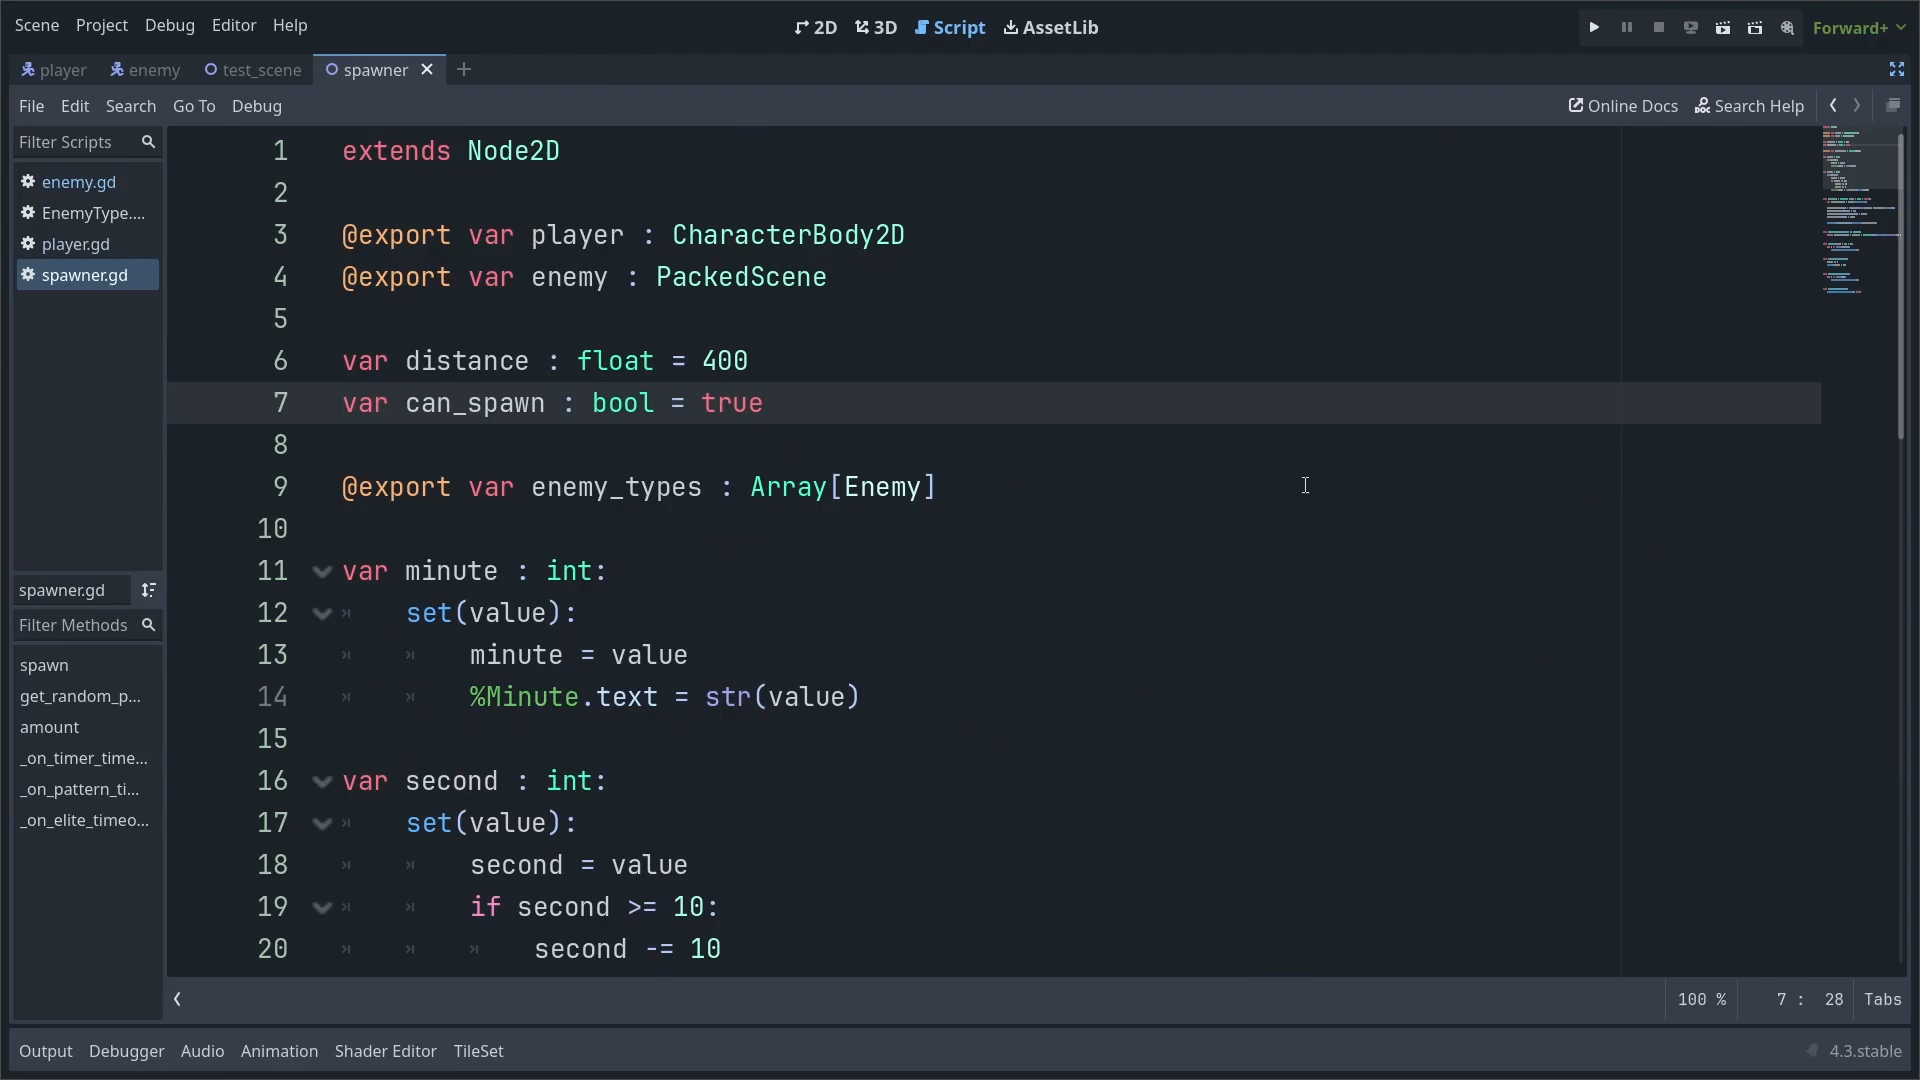 Scene Project Debug Editor Help 2D 3D Script AssetLib Forward+
player enemy test_scene spawner
File Edit Search Go To Debug Online Docs Search Help
Filter Scripts
enemy.gd
EnemyType....
player.gd
spawner.gd
spawner.gd
Filter Methods
spawn
get_random_p...
amount
_on_timer_time...
_on_pattern_ti...
_on_elite_timeo...
1 extends Node2D
2
3 @export var player : CharacterBody2D
4 @export var enemy : PackedScene
5
6 var distance : float = 400
7 var can_spawn : bool = true
8
9 @export var enemy_types : Array[Enemy]
10
11 var minute : int:
12 set(value):
13 minute = value
14 %Minute.text = str(value)
15
16 var second : int:
17 set(value):
18 second = value
19 if second >= 10:
20 second -= 10
100 % 7 : 28 Tabs
Output Debugger Audio Animation Shader Editor TileSet 4.3.stable